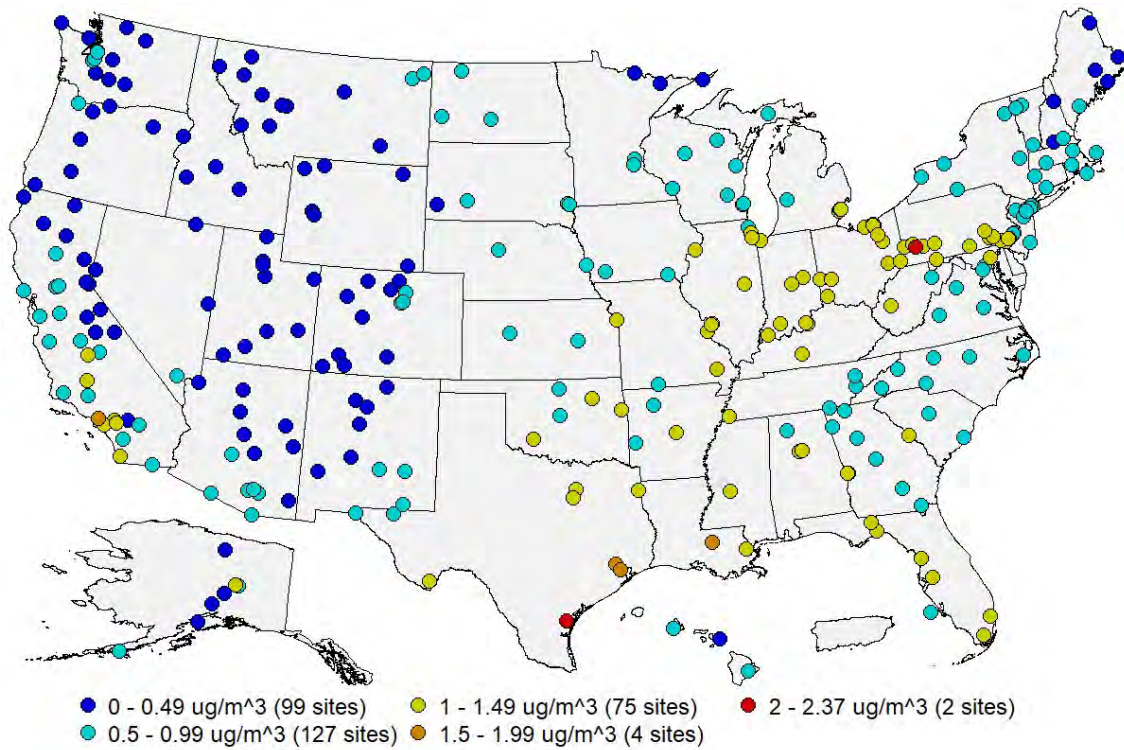 0 - 0.49 ug/m^3 (99 sites) 1 - 1.49 ug/m^3 (75 sites) 2 - 2.37 ug/m^3 (2 sites)
0.5 - 0.99 ug/m^3 (127 sites) 1.5 - 1.99 ug/m^3 (4 sites)